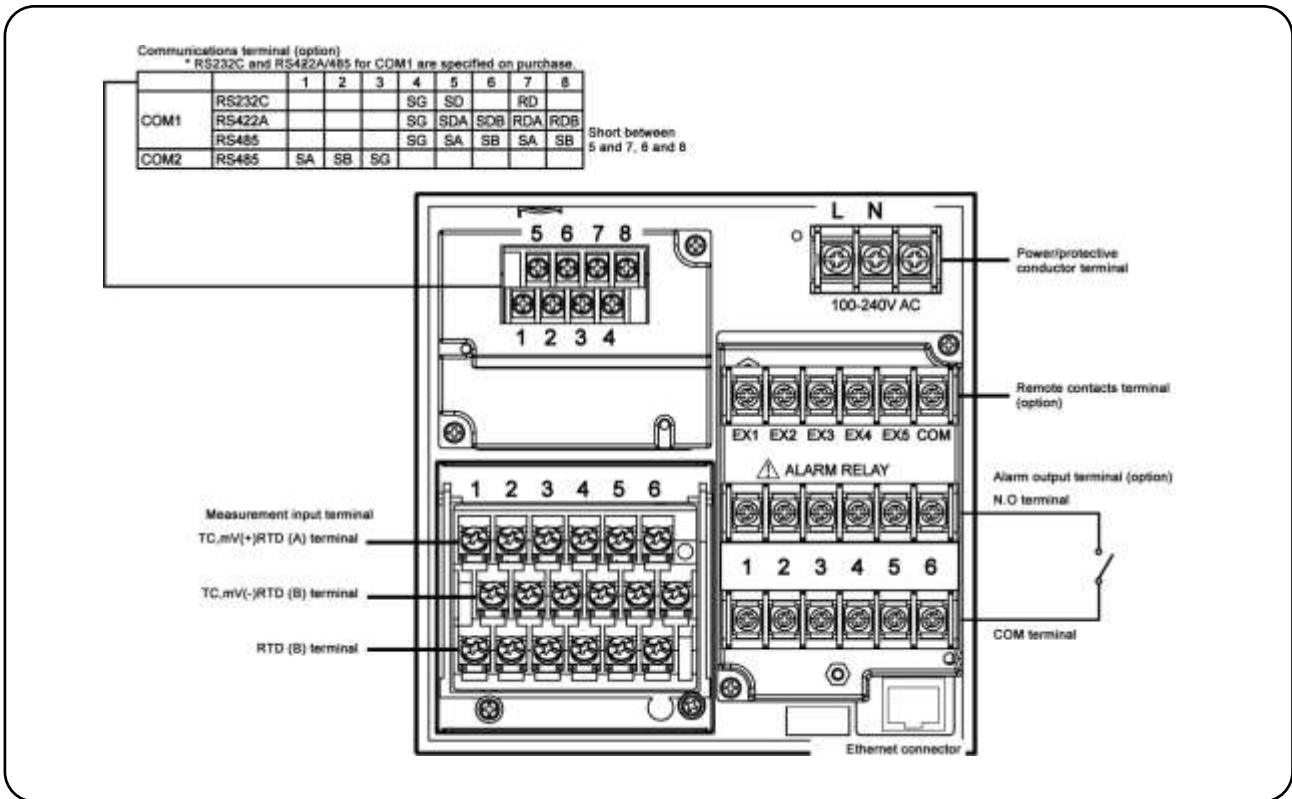 Communications terminal (option)
* RS232C and RS422A/485 for COM1 are specified on purchase.
1 2 3 4 5 6 7 8
COM1 RS232C SG SD RD
RS422A SG SDA SDB RDA RDB
RS485 SG SA SB SA SB
COM2 RS485 SA SB SG
Short between
5 and 7, 6 and 8
L N
5 6 7 8
Power/protective
conductor terminal
100-240V AC
1 2 3 4
Remote contacts terminal
(option)
EX1 EX2 EX3 EX4 EX5 COM
ALARM RELAY
Alarm output terminal (option)
N.O terminal
1 2 3 4 5 6
Measurement input terminal
TC,mV(+)RTD (A) terminal
1 2 3 4 5 6
TC,mV(-)RTD (B) terminal
COM terminal
RTD (B) terminal
Ethernet connector